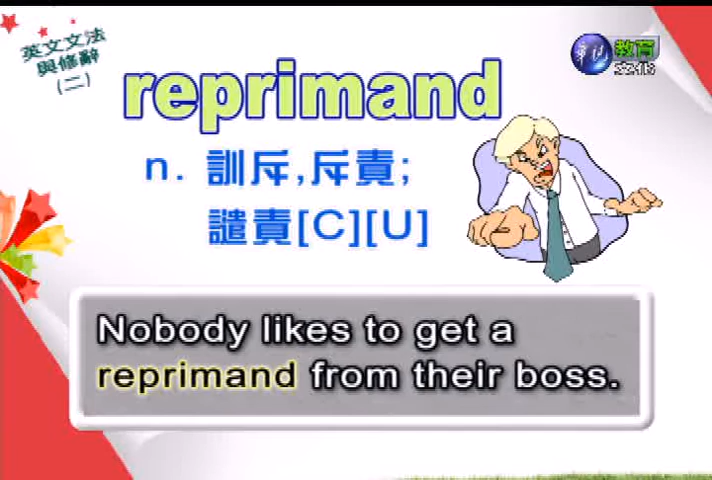 英文文法
與修辭
(二)
華視
教育
文化
reprimand
n. 訓斥,斥責;
譴責[C][U]
Nobody likes to get a
reprimand from their boss.